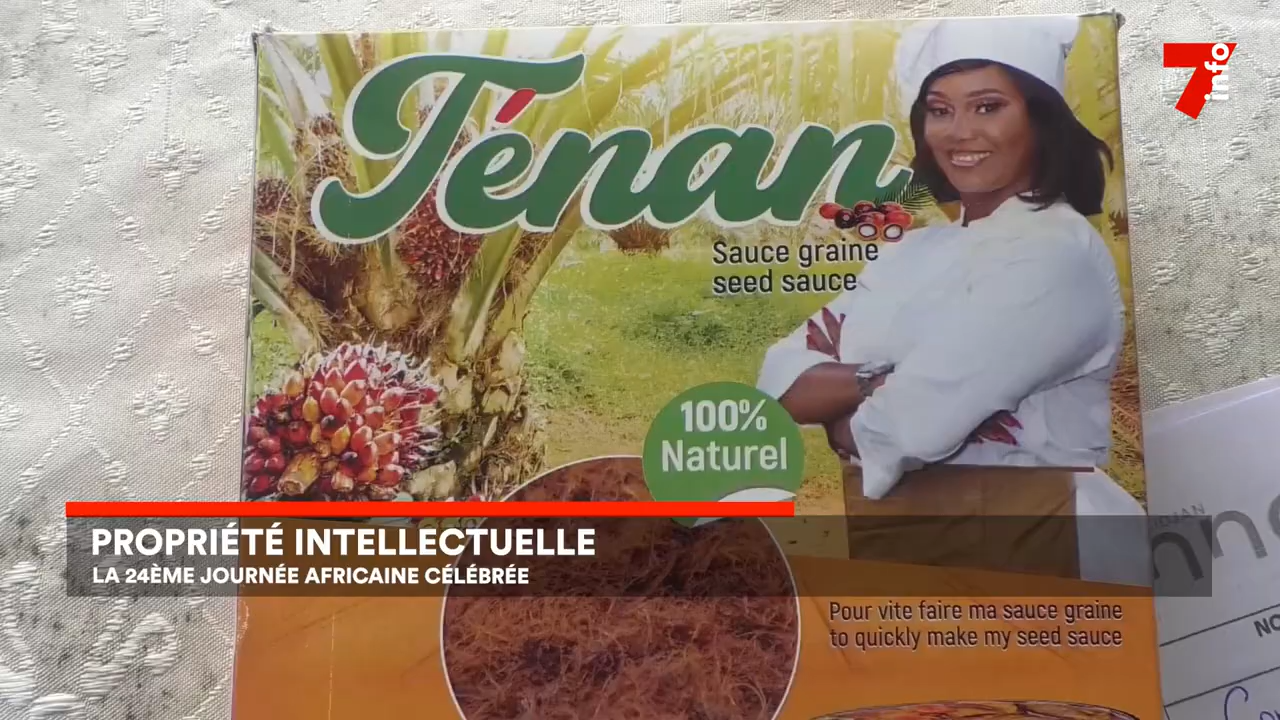 7 info
Ténan
Sauce graine
seed sauce
100%
Naturel
PROPRIÉTÉ INTELLECTUELLE
LA 24ÈME JOURNÉE AFRICAINE CÉLÉBRÉE
Pour vite faire ma sauce graine
to quickly make my seed sauce